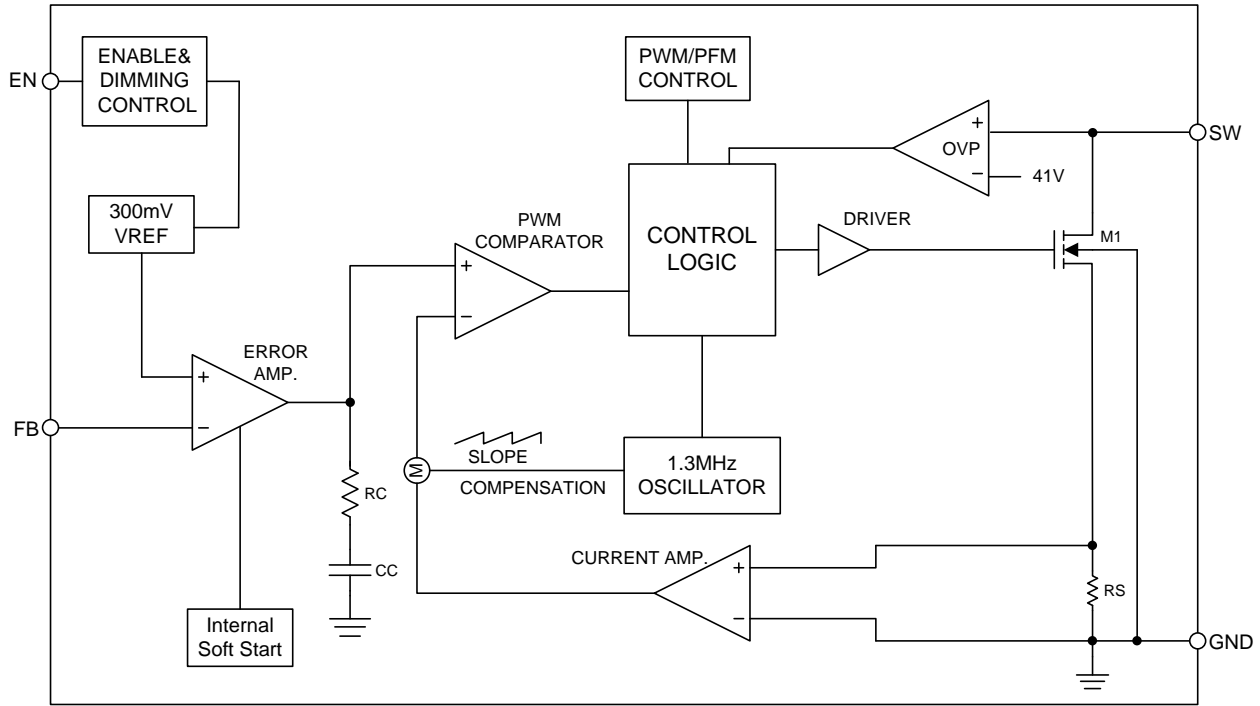 ENABLE&
DIMMING
CONTROL
EN
PWM/PFM
CONTROL
+
OVP
−
41V
SW
300mV
VREF
PWM
COMPARATOR
+
−
CONTROL
LOGIC
DRIVER
M1
ERROR
AMP.
+
−
FB
M
SLOPE
COMPENSATION
1.3MHz
OSCILLATOR
RC
CC
CURRENT AMP.
+
−
RS
Internal
Soft Start
GND